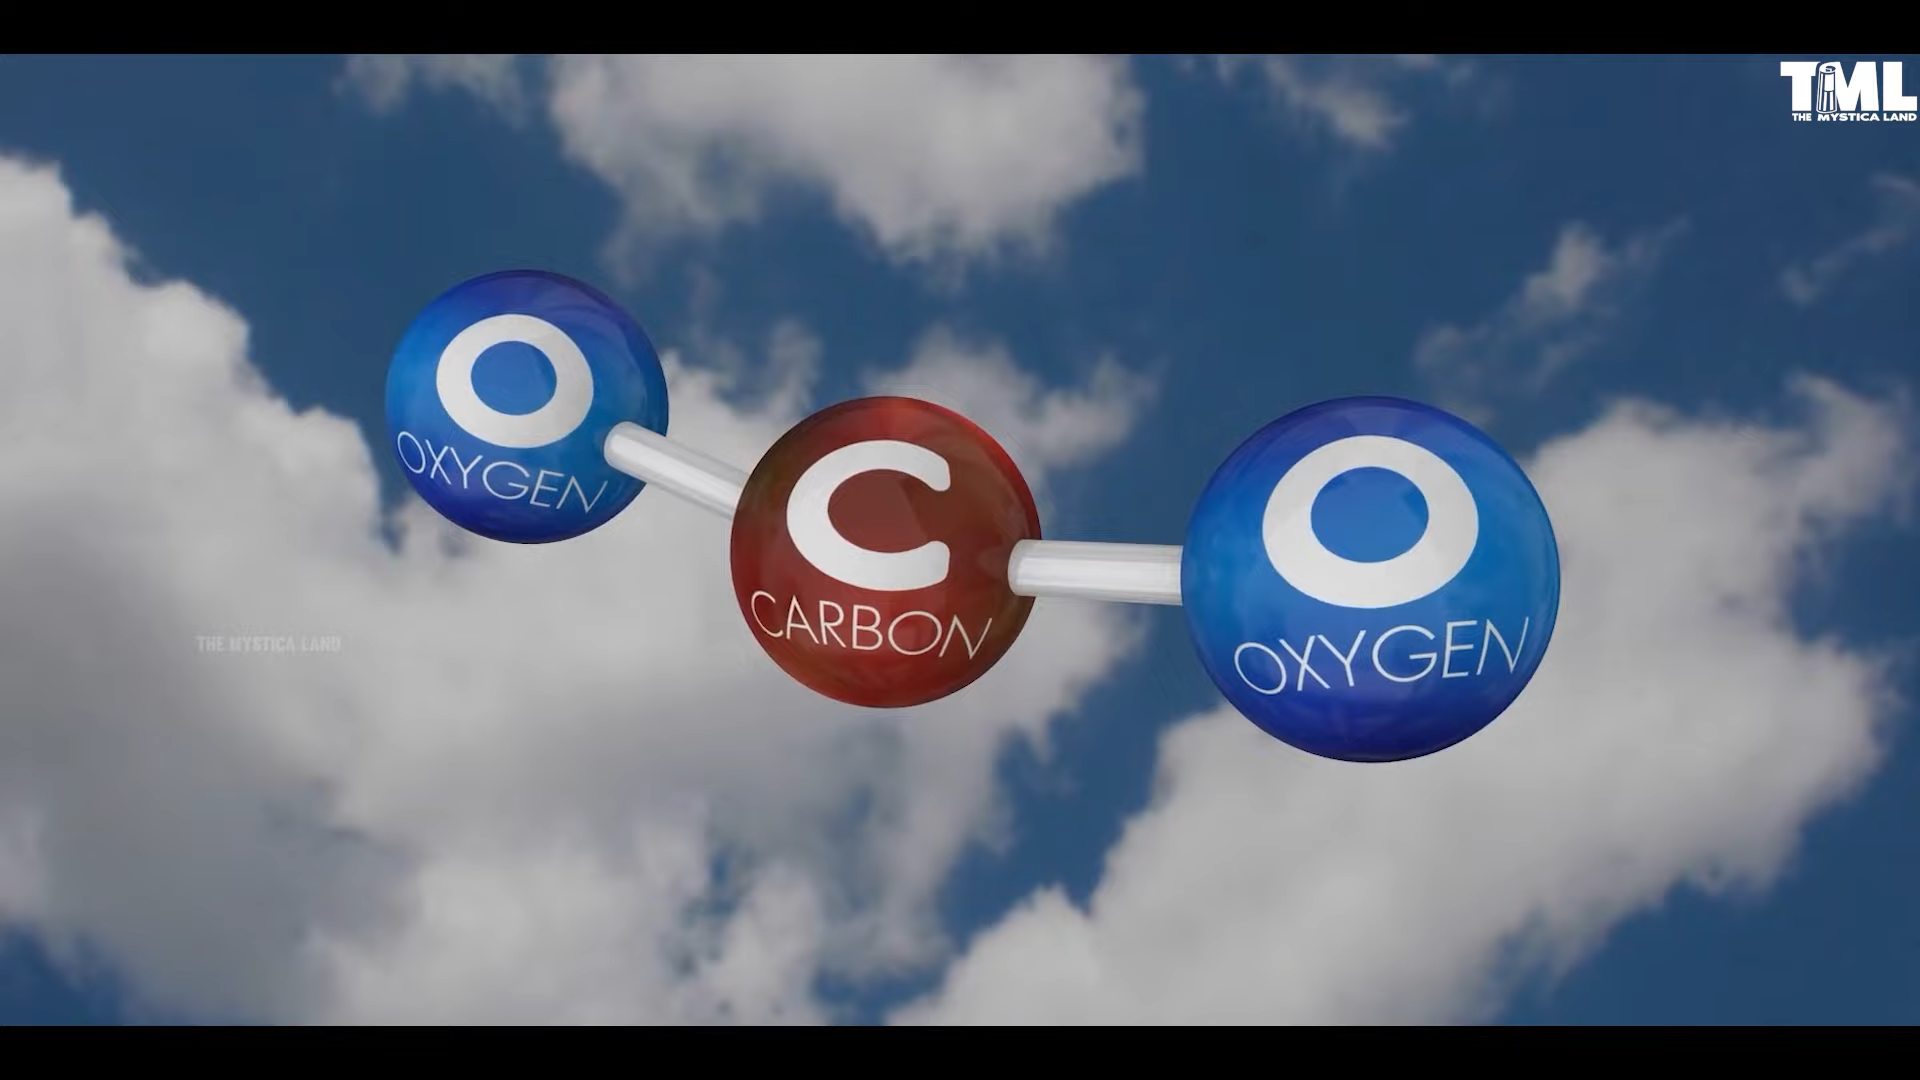 TML
THE MYSTICA LAND
O
OXYGEN
C
CARBON
O
OXYGEN
THE MYSTICA LAND